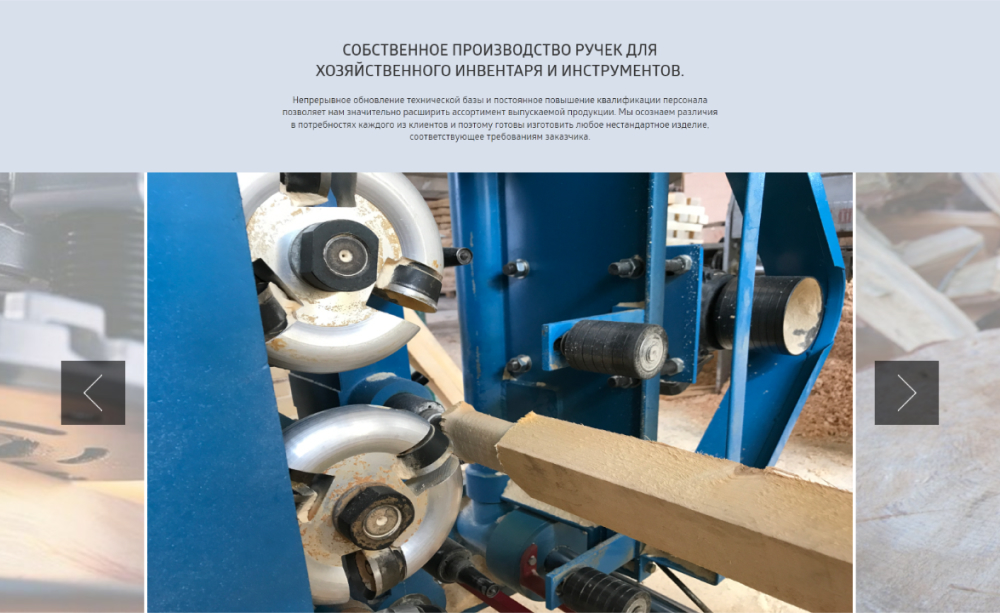 СОБСТВЕННОЕ ПРОИЗВОДСТВО РУЧЕК ДЛЯ
ХОЗЯЙСТВЕННОГО ИНВЕНТАРЯ И ИНСТРУМЕНТОВ.
Непрерывное обновление технической базы и постоянное повышение квалификации персонала
позволяет нам значительно расширить ассортимент выпускаемой продукции. Мы осознаем различия
в потребностях каждого из клиентов и поэтому готовы изготовить любое нестандартное изделие,
соответствующее требованиям заказчика.